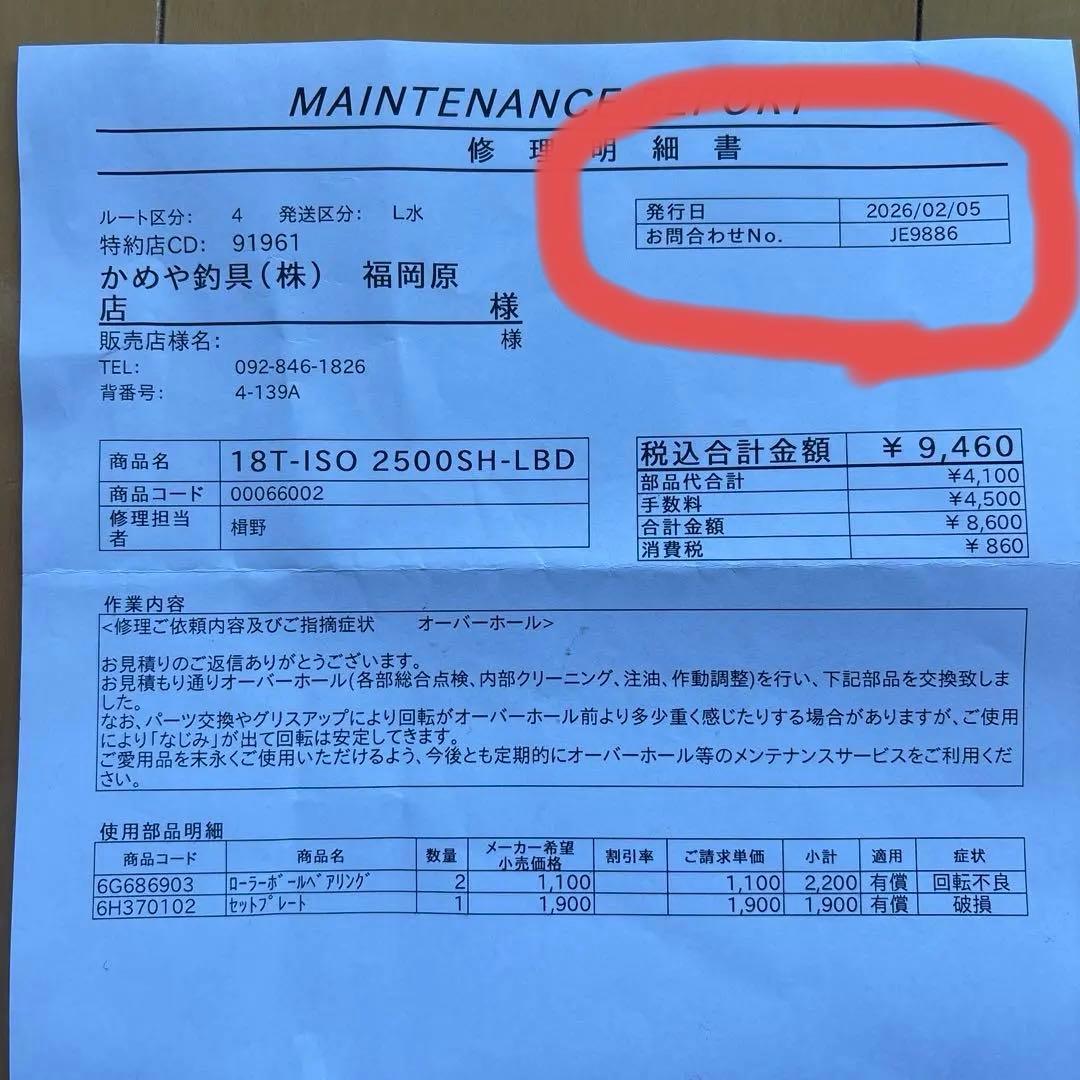 MAINTENANCE REPORT
修理明細書
ルート区分: 4 発送区分: L水
特約店CD: 91961
かめや釣具(株) 福岡原
店 様
販売店様名: 様
TEL: 092-846-1826
背番号: 4-139A
発行日 2026/02/05
お問合わせNo. JE9886
商品名 18T-ISO 2500SH-LBD
商品コード 00066002
修理担当
者 楫野
税込合計金額 ¥ 9,460
部品代合計 ¥4,100
手数料 ¥4,500
合計金額 ¥ 8,600
消費税 ¥ 860
作業内容
<修理ご依頼内容及びご指摘症状 オーバーホール>
お見積りのご返信ありがとうございます。
お見積もり通りオーバーホール(各部総合点検、内部クリーニング、注油、作動調整)を行い、下記部品を交換致しま
した。
なお、パーツ交換やグリスアップにより回転がオーバーホール前より多少重く感じたりする場合がありますが、ご使用
により「なじみ」が出て回転は安定してきます。
ご愛用品を末永くご使用いただけるよう、今後とも定期的にオーバーホール等のメンテナンスサービスをご利用くだ
さい。
使用部品明細
商品コード 商品名 数量 メーカー希望
小売価格 割引率 ご請求単価 小計 適用 症状
6G686903 ﾛｰﾗｰﾎﾞｰﾙﾍﾞｱﾘﾝｸﾞ 2 1,100 1,100 2,200 有償 回転不良
6H370102 ｾｯﾄﾌﾟﾚｰﾄ 1 1,900 1,900 1,900 有償 破損